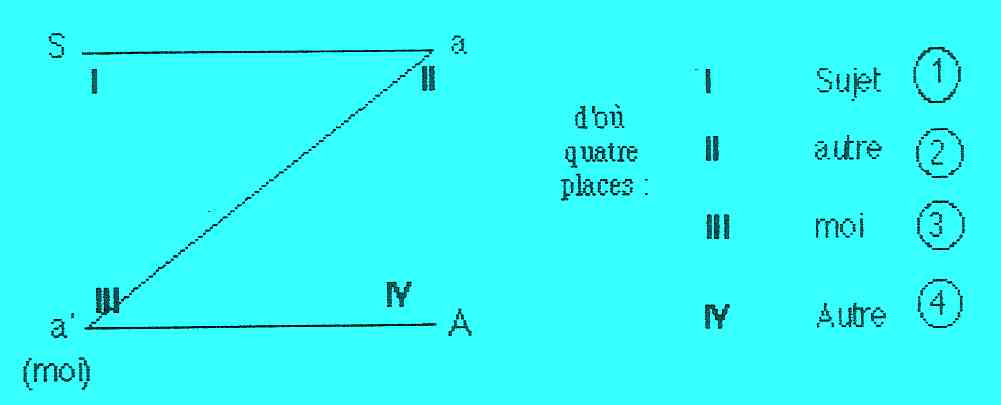 S a
I II
III IV
a' A
(moi)
d'où
quatre
places :
I Sujet 1
II autre 2
III moi 3
IV Autre 4